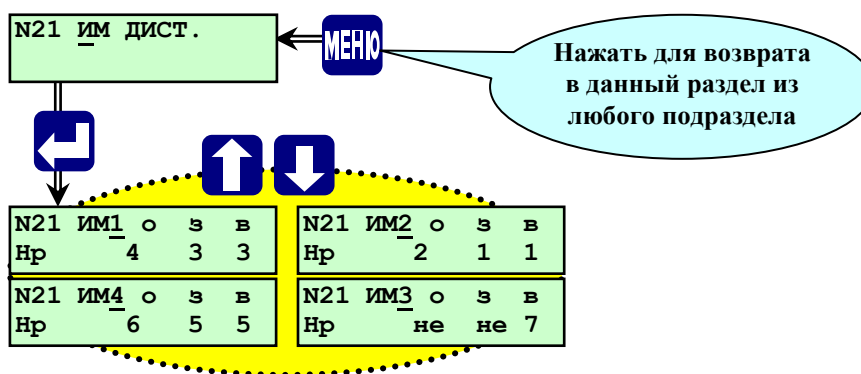 N21 ИМ ДИСТ.
МЕНЮ
Нажать для возврата
в данный раздел из
любого подраздела
N21 ИМ1 о з в
Нр 4 3 3
N21 ИМ2 о з в
Нр 2 1 1
N21 ИМ4 о з в
Нр 6 5 5
N21 ИМ3 о з в
Нр не не 7